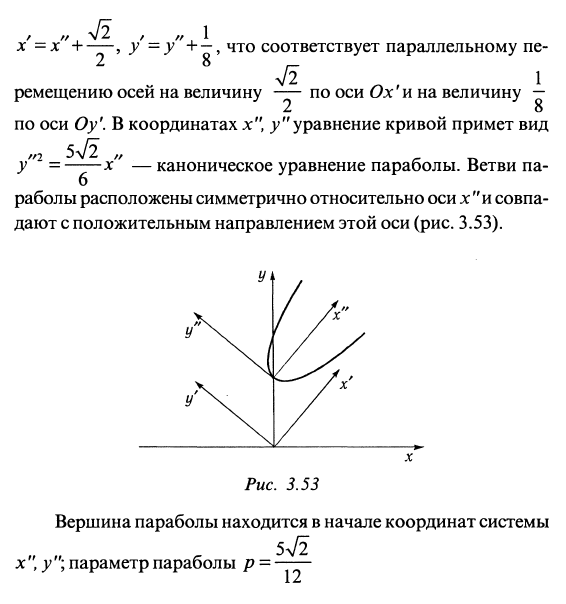 x′ = x″ + √2/2, y′ = y″ + 1/8, что соответствует параллельному пе-
ремещению осей на величину √2/2 по оси Ox′ и на величину 1/8
по оси Oy′. В координатах x″, y″ уравнение кривой примет вид
y″² = 5√2/6 x″ — каноническое уравнение параболы. Ветви па-
раболы расположены симметрично относительно оси x″ и совпа-
дают с положительным направлением этой оси (рис. 3.53).
y
x″
y″
x′
y′
x
Рис. 3.53
Вершина параболы находится в начале координат системы
x″, y″; параметр параболы p = 5√2/12